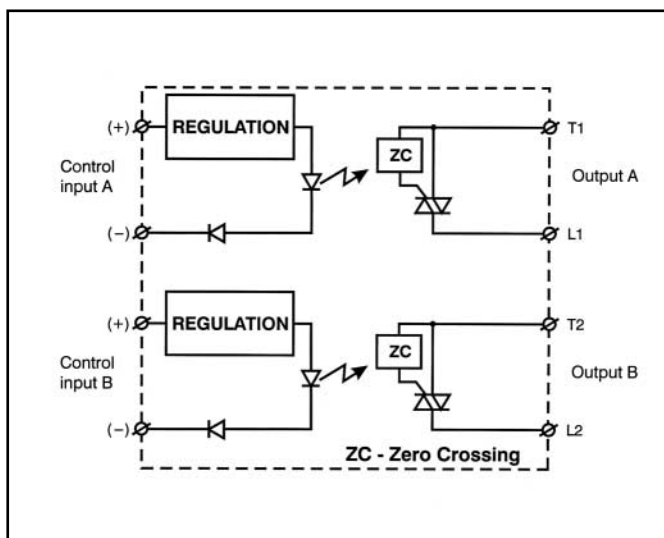 (+)
REGULATION
ZC
T1
Control
input A
Output A
(−)
L1
(+)
REGULATION
ZC
T2
Control
input B
Output B
(−)
L2
ZC - Zero Crossing